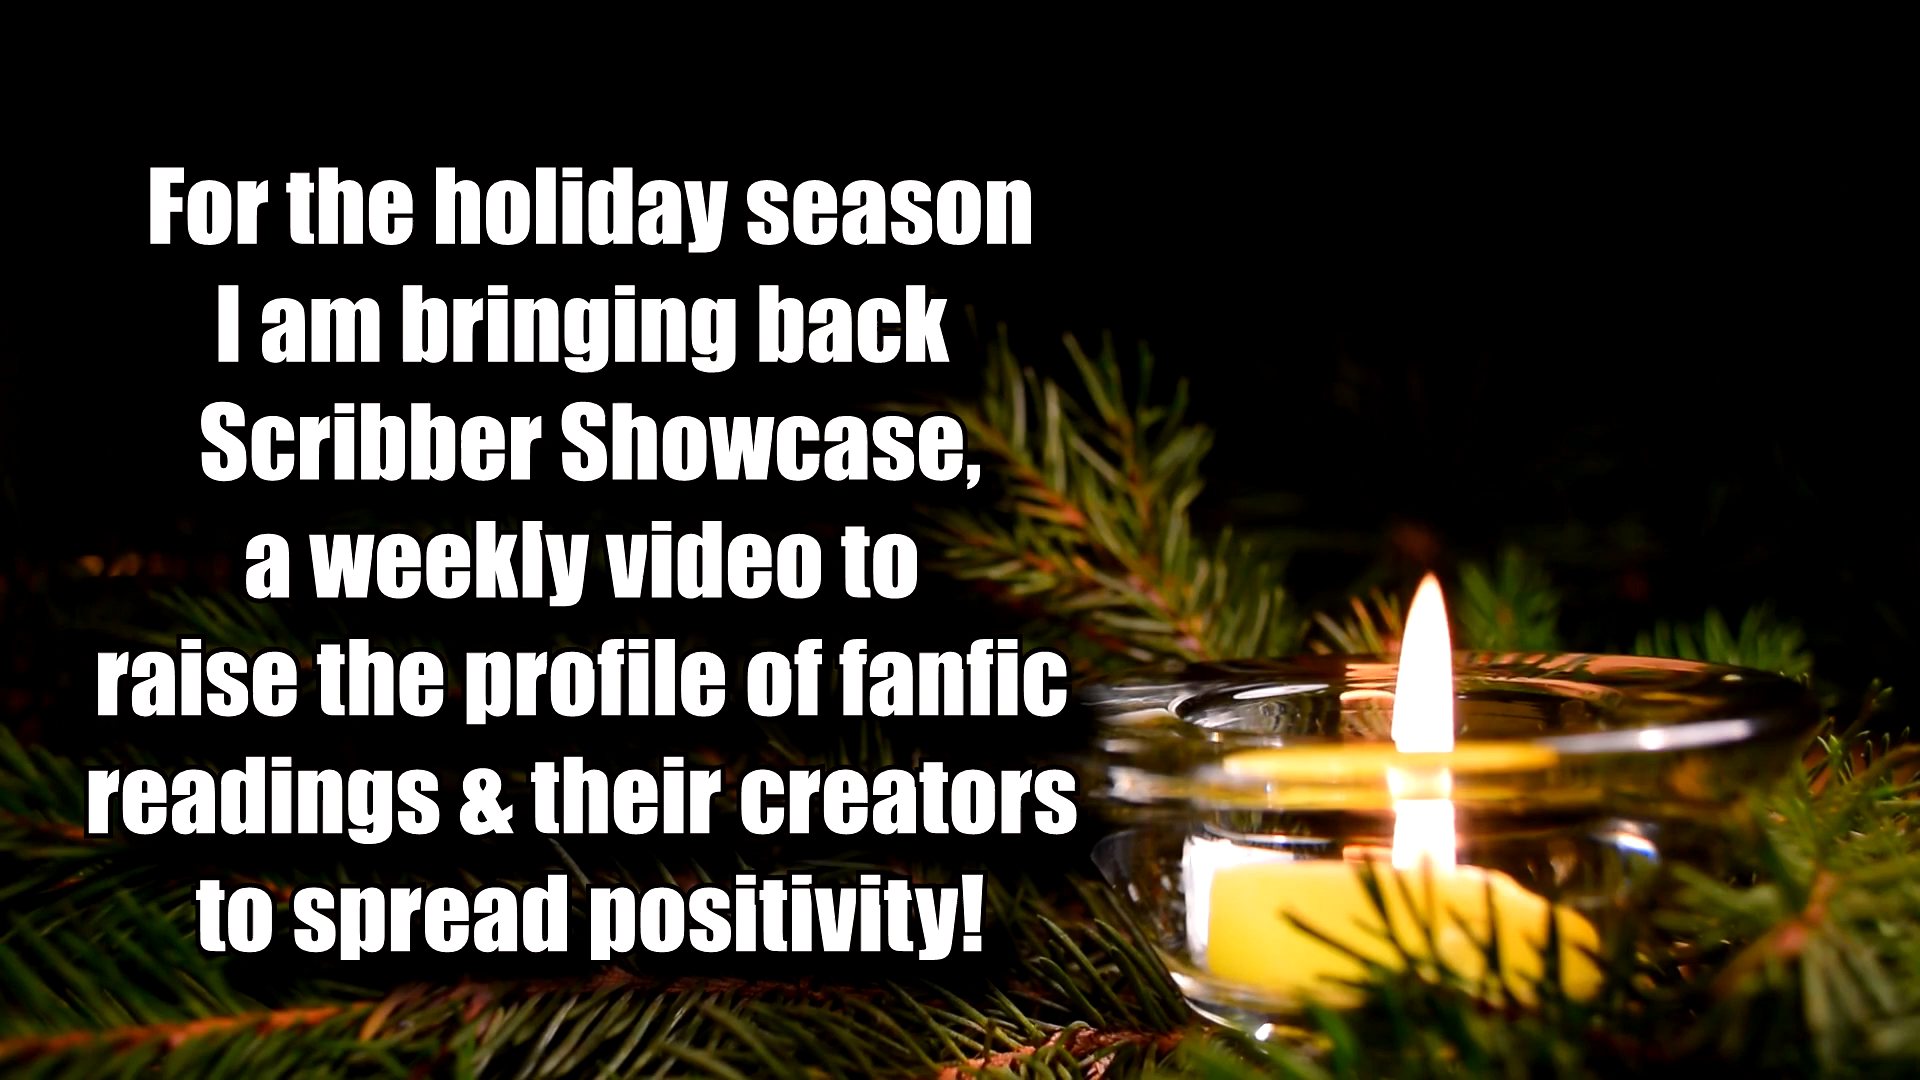 For the holiday season
I am bringing back
Scribber Showcase,
a weekly video to
raise the profile of fanfic
readings & their creators
to spread positivity!